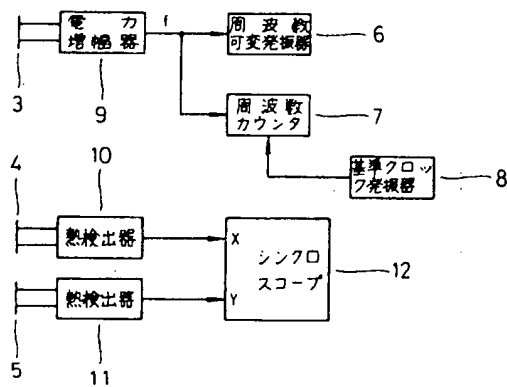 電力
増幅器
f
周波数
可変発振器
6
3
9
周波数
カウンタ
7
基準クロッ
ク発振器
8
4
10
熱検出器
X
シンクロ
スコープ
12
熱検出器
Y
5
11